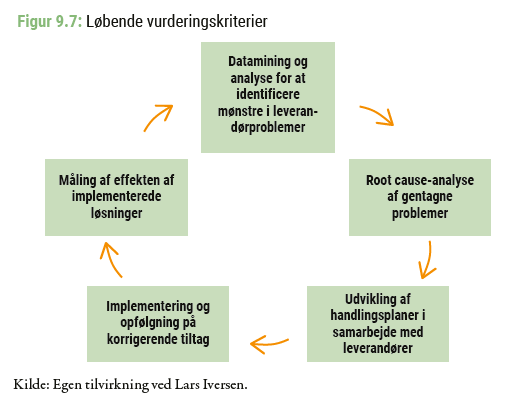 Figur 9.7: Løbende vurderingskriterier
Datamining og
analyse for at
identificere
mønstre i leveran-
dørproblemer
Root cause-analyse
af gentagne
problemer
Udvikling af
handlingsplaner i
samarbejde med
leverandører
Implementering og
opfølgning på
korrigerende tiltag
Måling af effekten af
implementerede
løsninger
Kilde: Egen tilvirkning ved Lars Iversen.